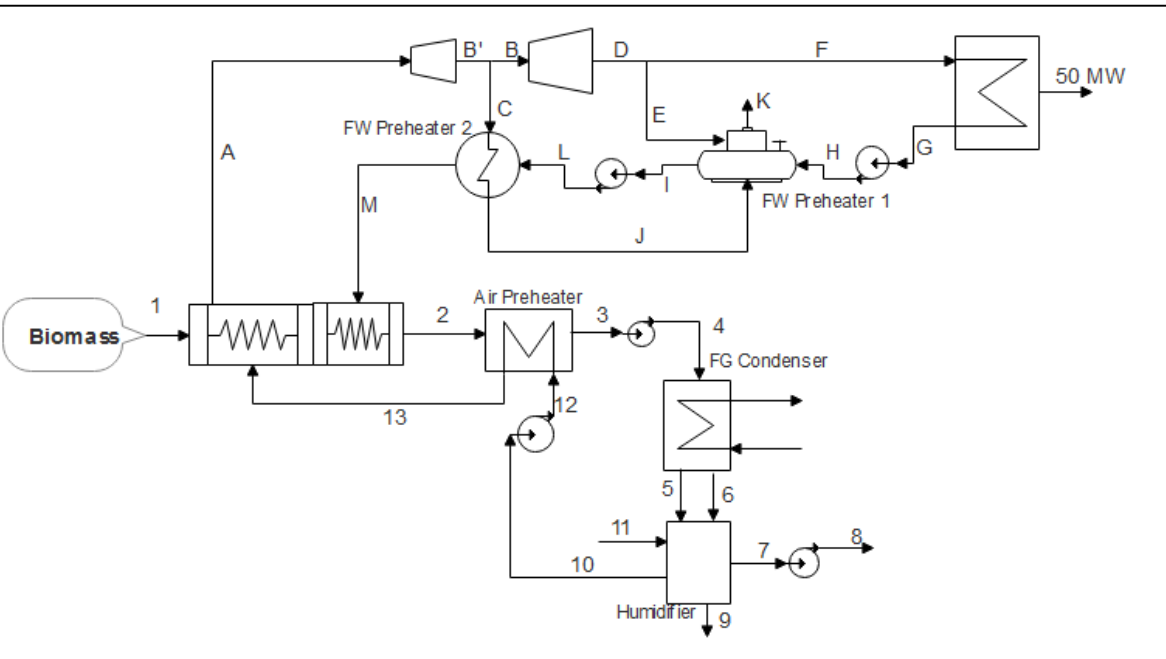 B' B D F
50 MW
C K
FW Preheater 2 E
A L H G
I
M FW Preheater 1
J
1 Air Preheater
Biomass 2 3 4
FG Condenser
12
13
5 6
11
10 7 8
Humidifier 9